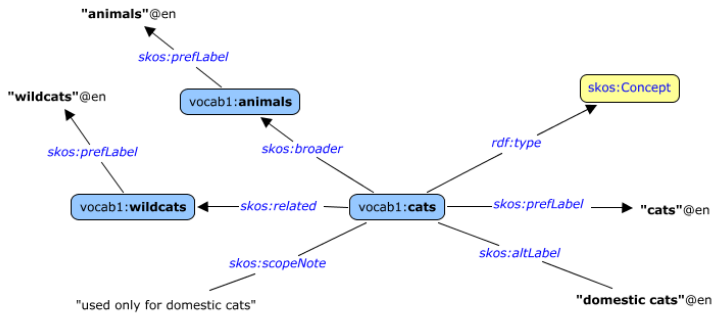 "animals"@en
skos:prefLabel
"wildcats"@en
vocab1:animals
skos:Concept
skos:prefLabel
skos:broader
rdf:type
vocab1:wildcats
skos:related
vocab1:cats
skos:prefLabel
"cats"@en
skos:scopeNote
skos:altLabel
"used only for domestic cats"
"domestic cats"@en